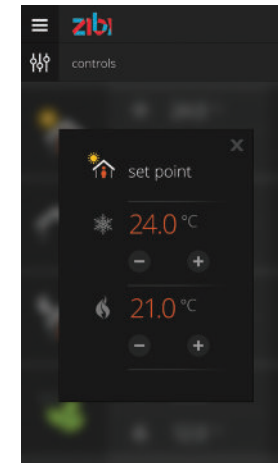 zibi
controls
x
set point
24.0 °C
- +
21.0 °C
- +